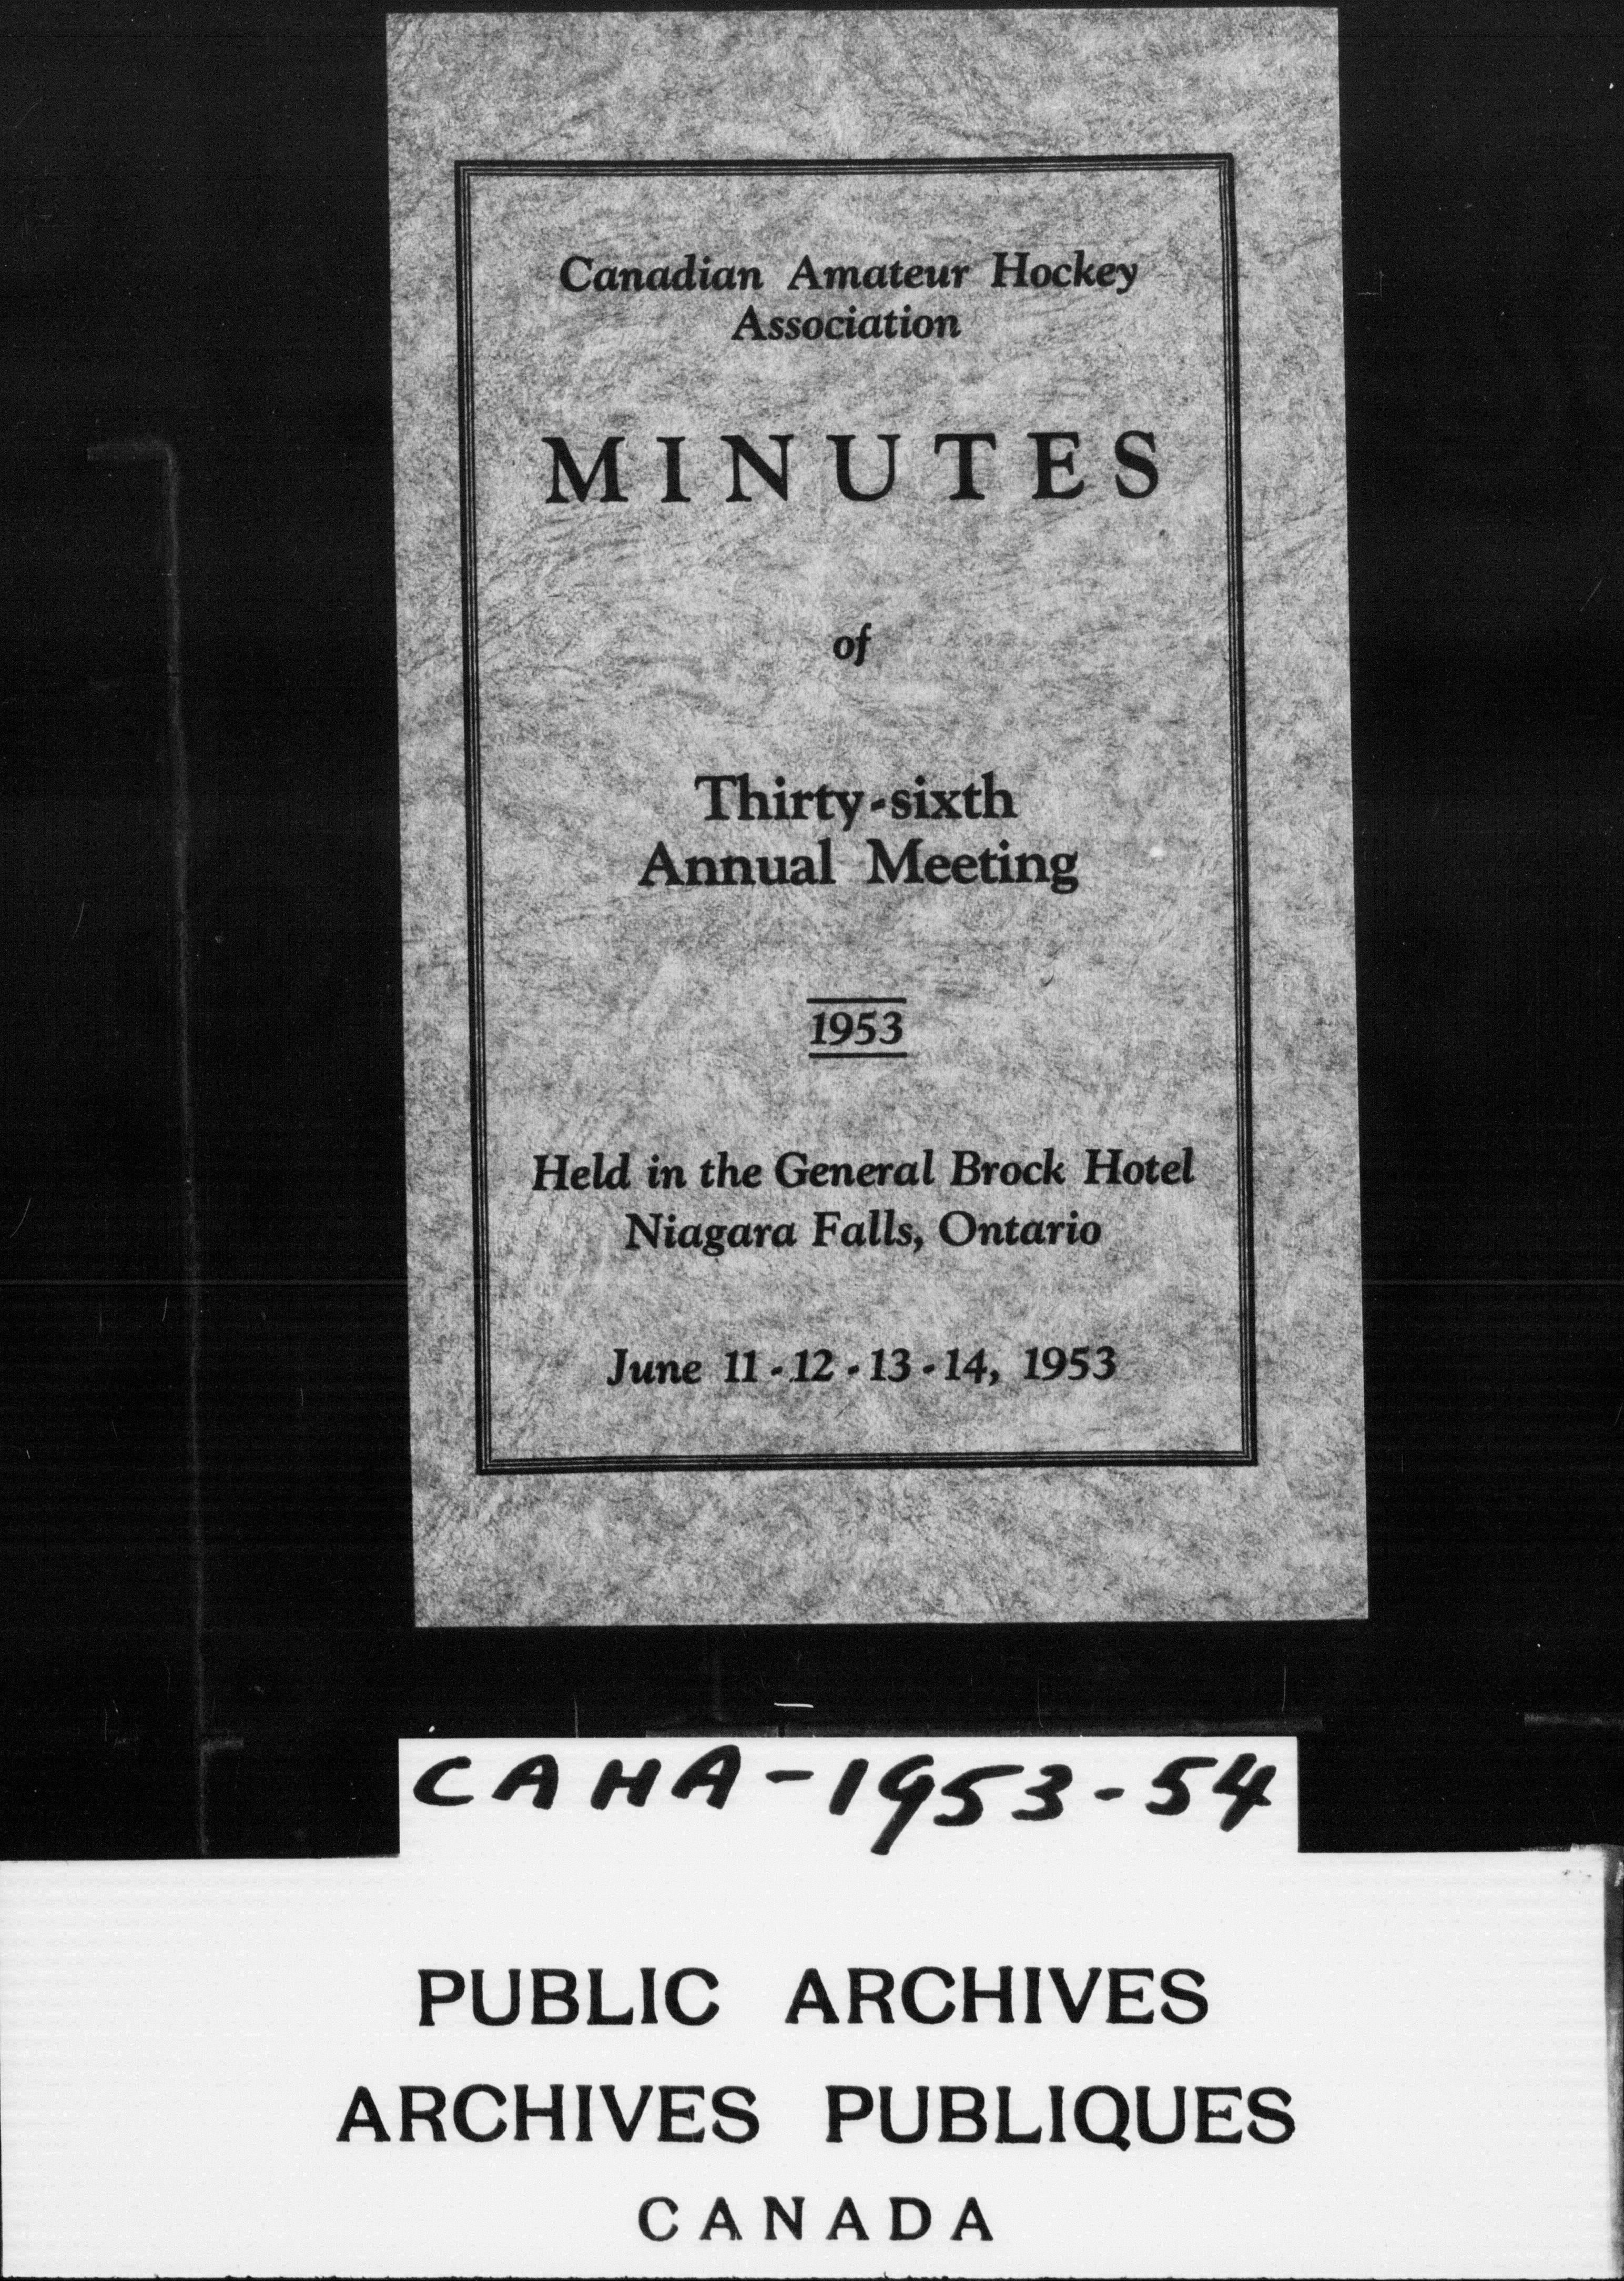 Canadian Amateur Hockey
Association
MINUTES
of
Thirty-sixth
Annual Meeting
1953
Held in the General Brock Hotel
Niagara Falls, Ontario
June 11-12-13-14, 1953
CAHA-1953-54
PUBLIC ARCHIVES
ARCHIVES PUBLIQUES
CANADA